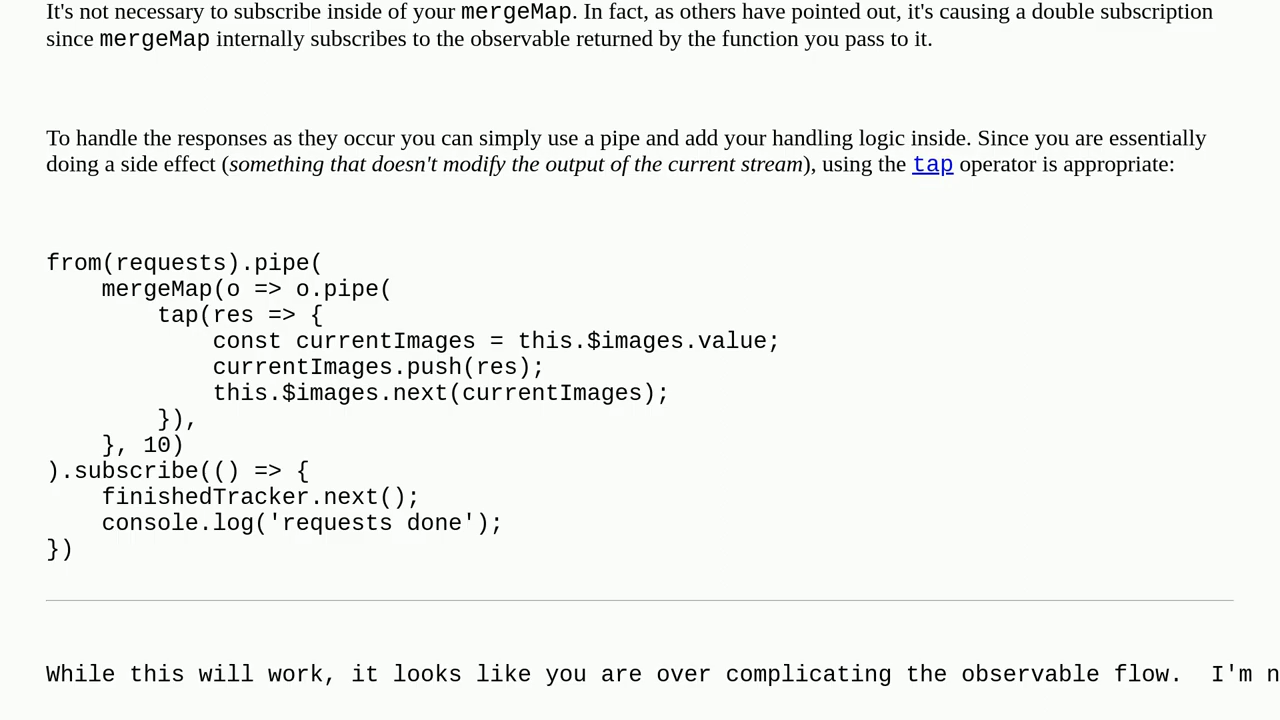 It's not necessary to subscribe inside of your mergeMap. In fact, as others have pointed out, it's causing a double subscription
since mergeMap internally subscribes to the observable returned by the function you pass to it.
To handle the responses as they occur you can simply use a pipe and add your handling logic inside. Since you are essentially
doing a side effect (something that doesn't modify the output of the current stream), using the tap operator is appropriate:
from(requests).pipe(
    mergeMap(o => o.pipe(
        tap(res => {
            const currentImages = this.$images.value;
            currentImages.push(res);
            this.$images.next(currentImages);
        }),
    }, 10)
).subscribe(() => {
    finishedTracker.next();
    console.log('requests done');
})
While this will work, it looks like you are over complicating the observable flow.  I'm n